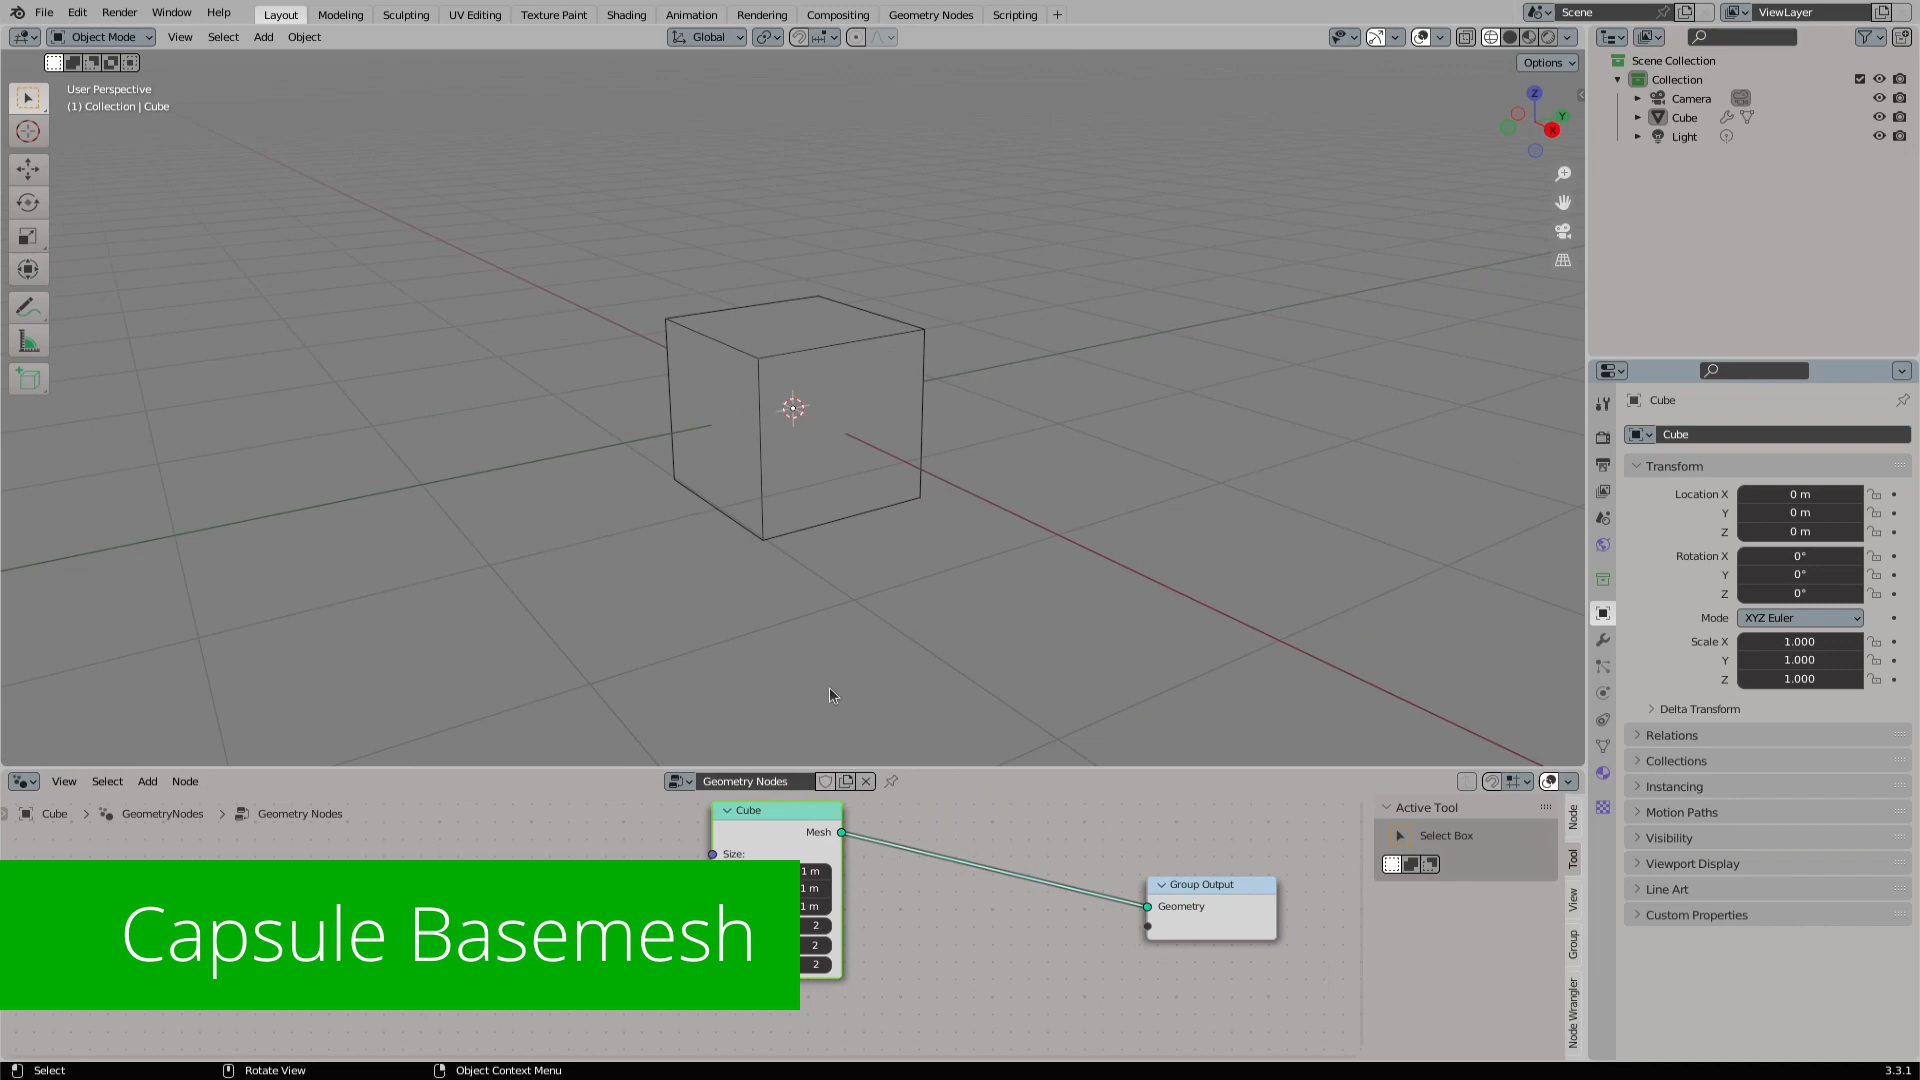 File Edit Render Window Help Layout Modeling Sculpting UV Editing Texture Paint Shading Animation Rendering Compositing Geometry Nodes Scripting + Scene ViewLayer
Object Mode View Select Add Object Global
Options
User Perspective
(1) Collection | Cube
Z
Y
X
Scene Collection
Collection
Camera
Cube
Light
Cube
Cube
Transform
Location X 0 m
Y 0 m
Z 0 m
Rotation X 0°
Y 0°
Z 0°
Mode XYZ Euler
Scale X 1.000
Y 1.000
Z 1.000
Delta Transform
Relations
Collections
Instancing
Motion Paths
Visibility
Viewport Display
Line Art
Custom Properties
View Select Add Node Geometry Nodes
Cube > GeometryNodes > Geometry Nodes
Cube
Mesh
Size:
1 m
1 m
1 m
2
2
2
Group Output
Geometry
Active Tool
Select Box
Node
Tool
View
Group
Node Wrangler
Capsule Basemesh
Select Rotate View Object Context Menu 3.3.1